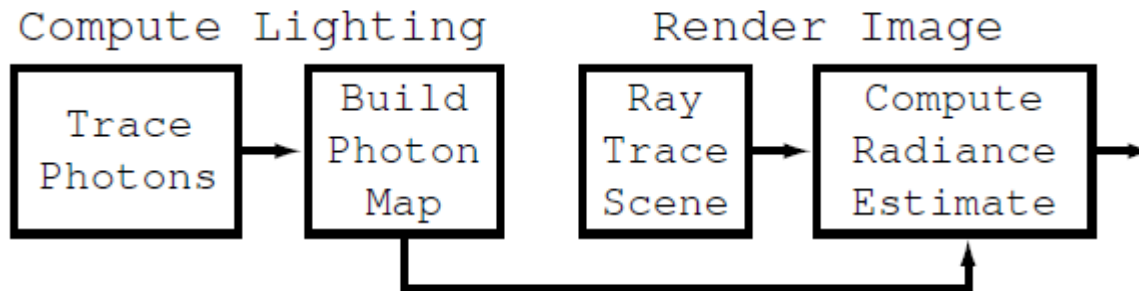 Compute Lighting
Render Image
Trace
Photons
Build
Photon
Map
Ray
Trace
Scene
Compute
Radiance
Estimate